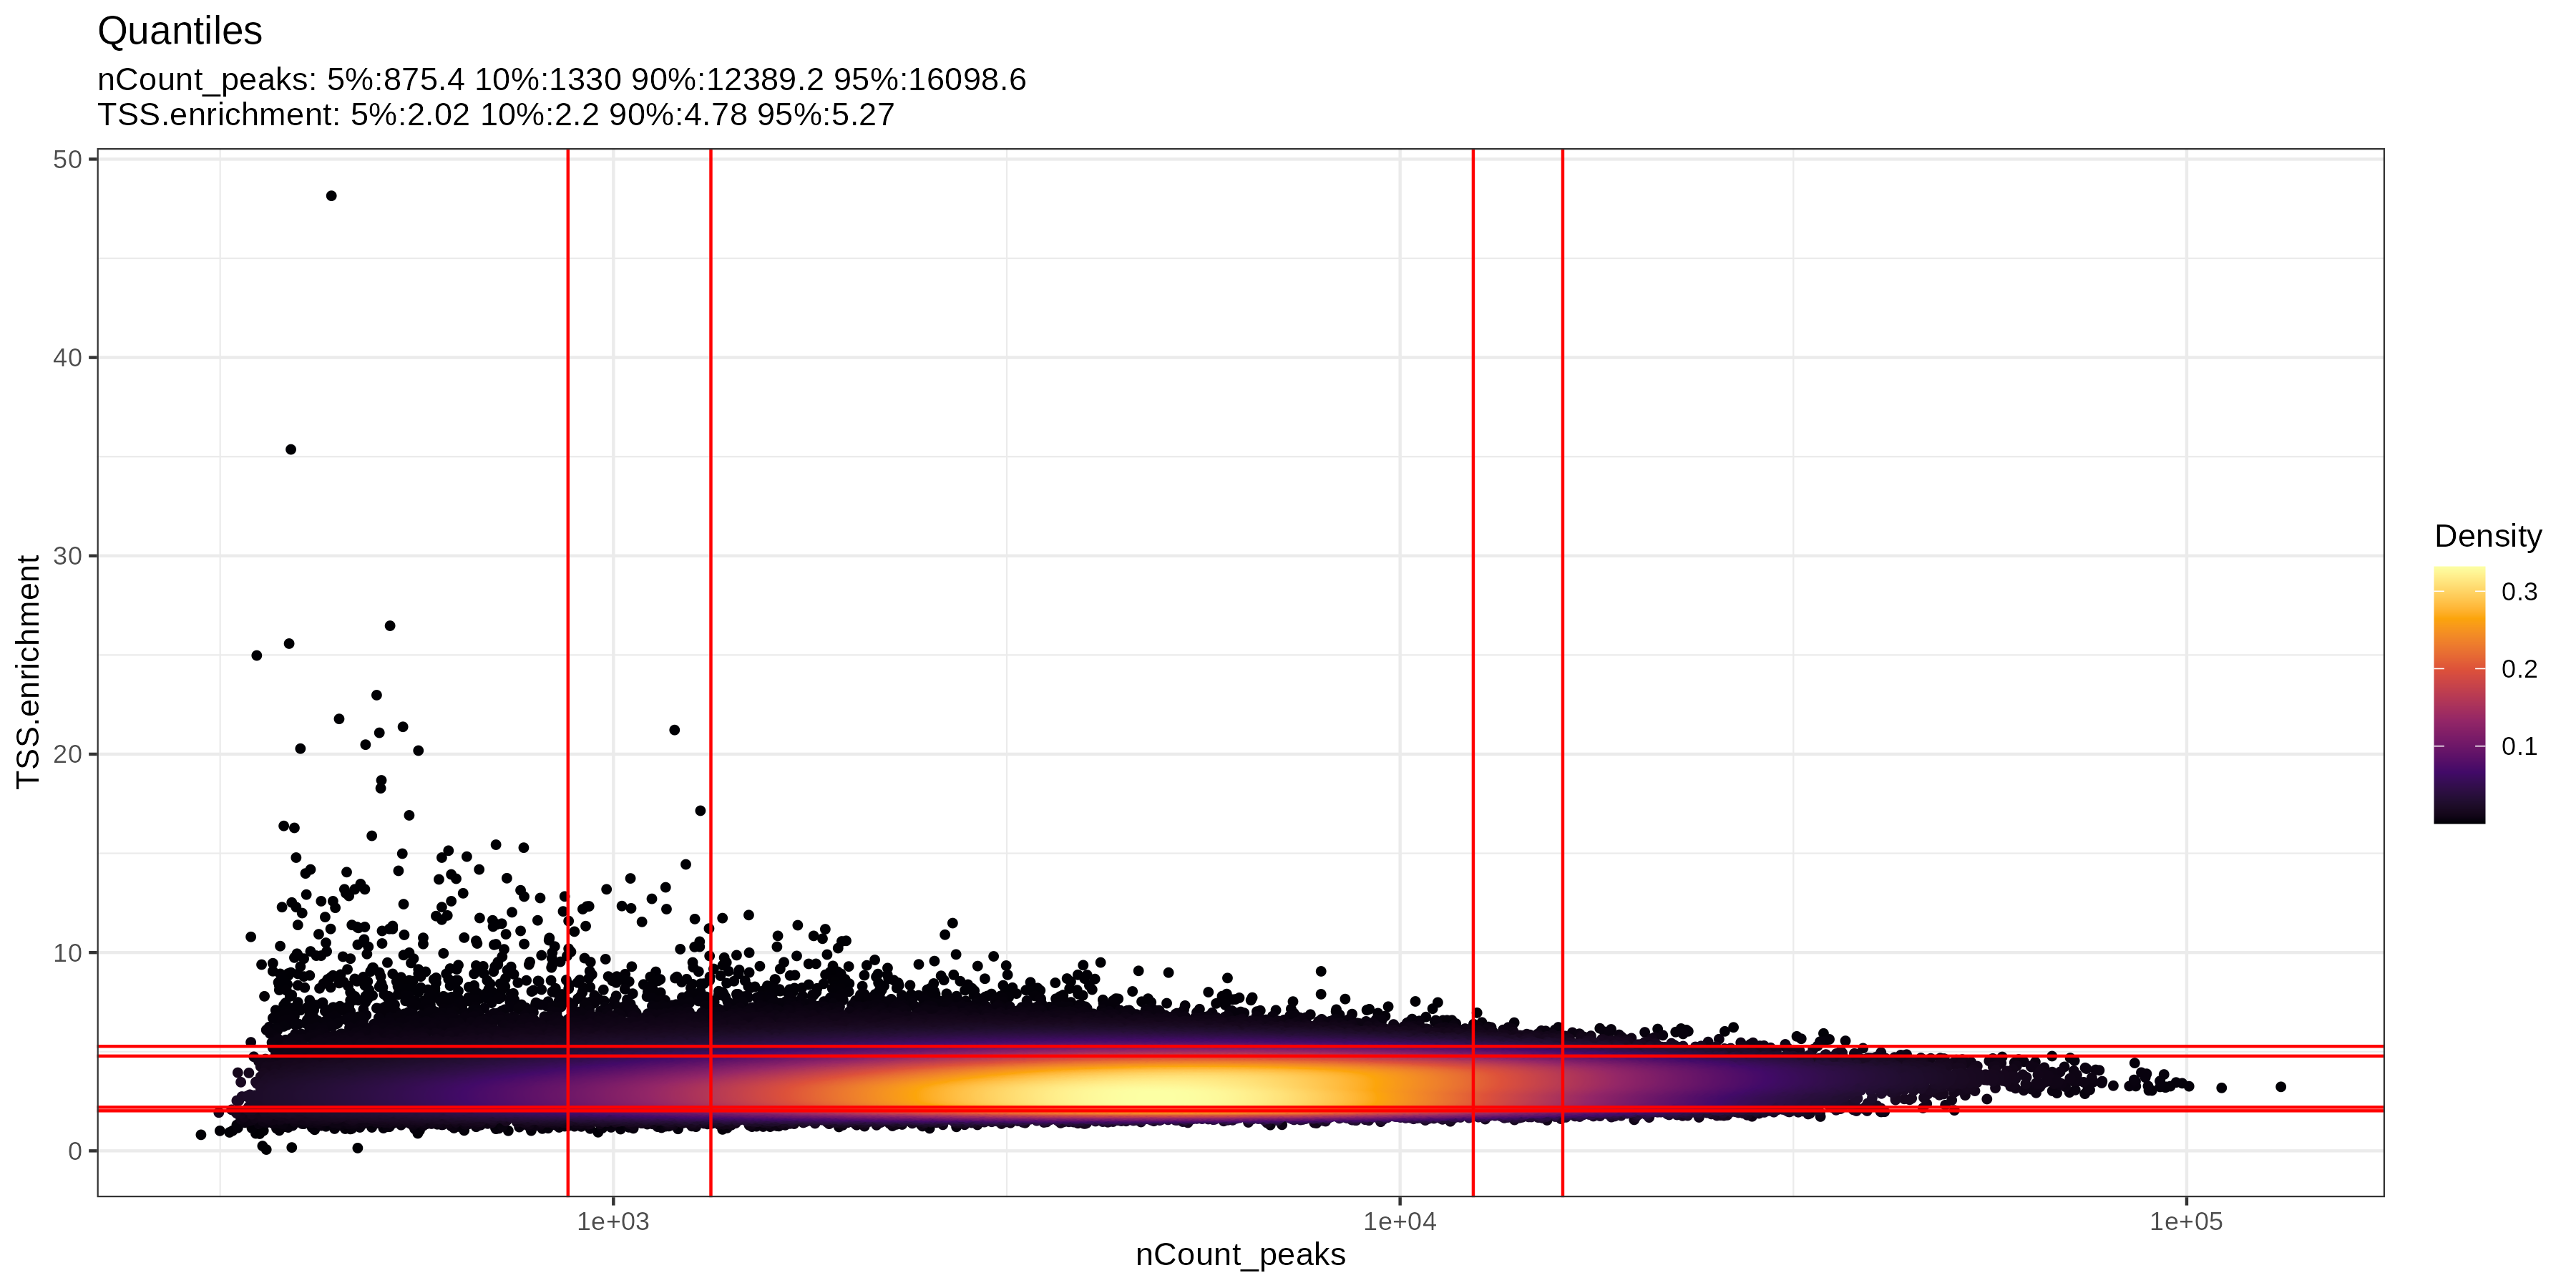 Quantiles
nCount_peaks: 5%:875.4 10%:1330 90%:12389.2 95%:16098.6
TSS.enrichment: 5%:2.02 10%:2.2 90%:4.78 95%:5.27
50
40
30
20
10
0
TSS.enrichment
1e+03
1e+04
1e+05
nCount_peaks
Density
0.3
0.2
0.1